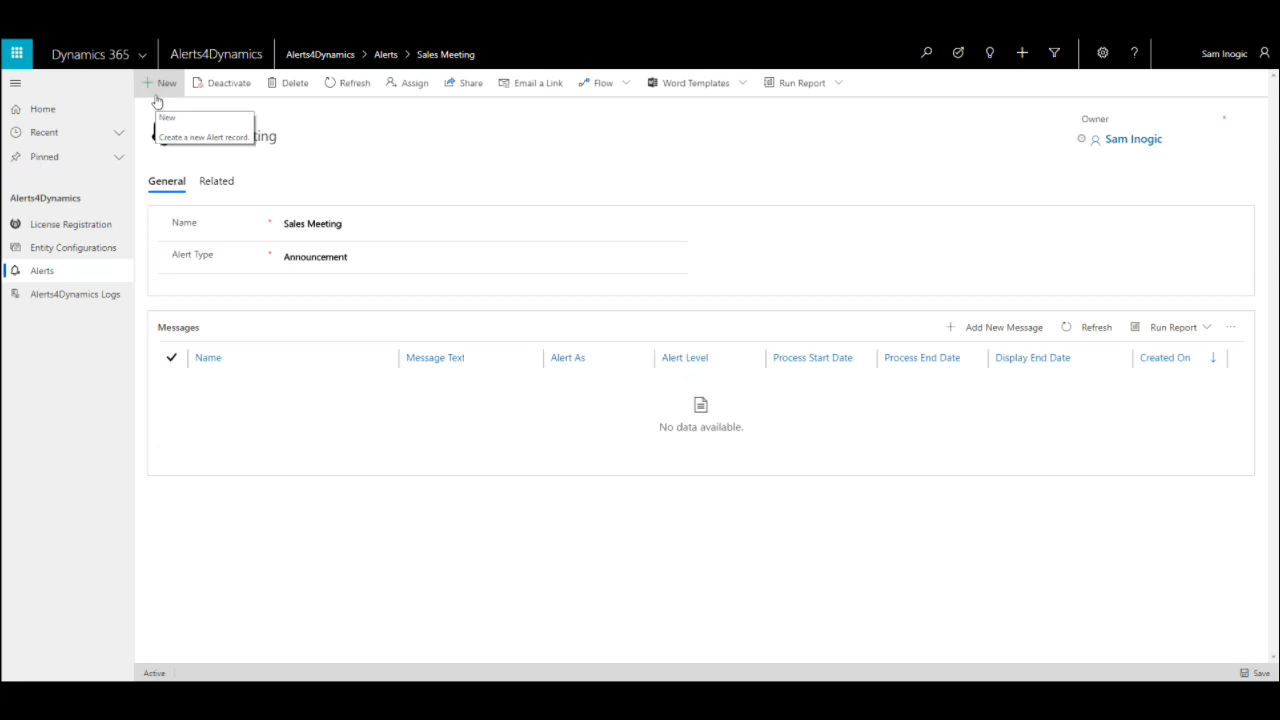 Dynamics 365
Alerts4Dynamics
Alerts4Dynamics > Alerts > Sales Meeting
Sam Inogic
New
Deactivate
Delete
Refresh
Assign
Share
Email a Link
Flow
Word Templates
Run Report
New
Create a new Alert record.
ting
Owner
*
Sam Inogic
Home
Recent
Pinned
Alerts4Dynamics
License Registration
Entity Configurations
Alerts
Alerts4Dynamics Logs
General
Related
Name * Sales Meeting
Alert Type * Announcement
Messages
Add New Message
Refresh
Run Report
Name
Message Text
Alert As
Alert Level
Process Start Date
Process End Date
Display End Date
Created On
No data available.
Active
Save